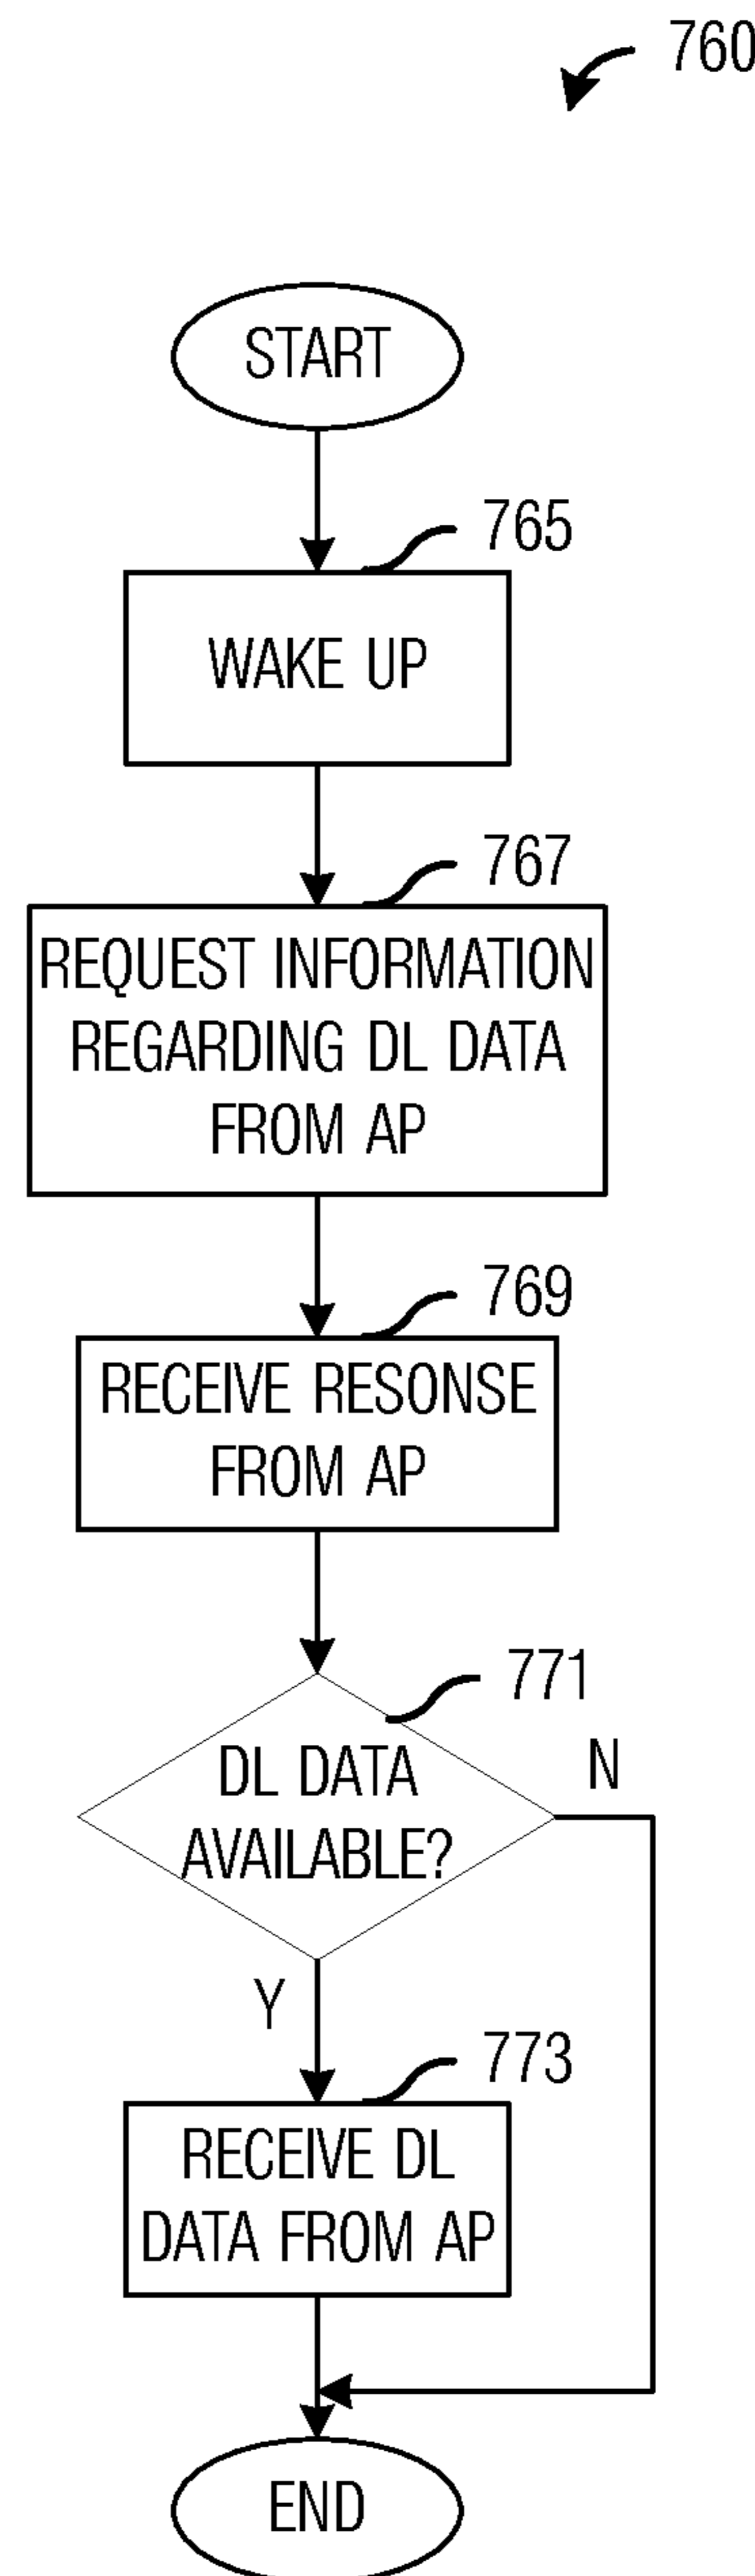 760
START
765
WAKE UP
767
REQUEST INFORMATION
REGARDING DL DATA
FROM AP
769
RECEIVE RESONSE
FROM AP
771
DL DATA
AVAILABLE?
N
Y
773
RECEIVE DL
DATA FROM AP
END